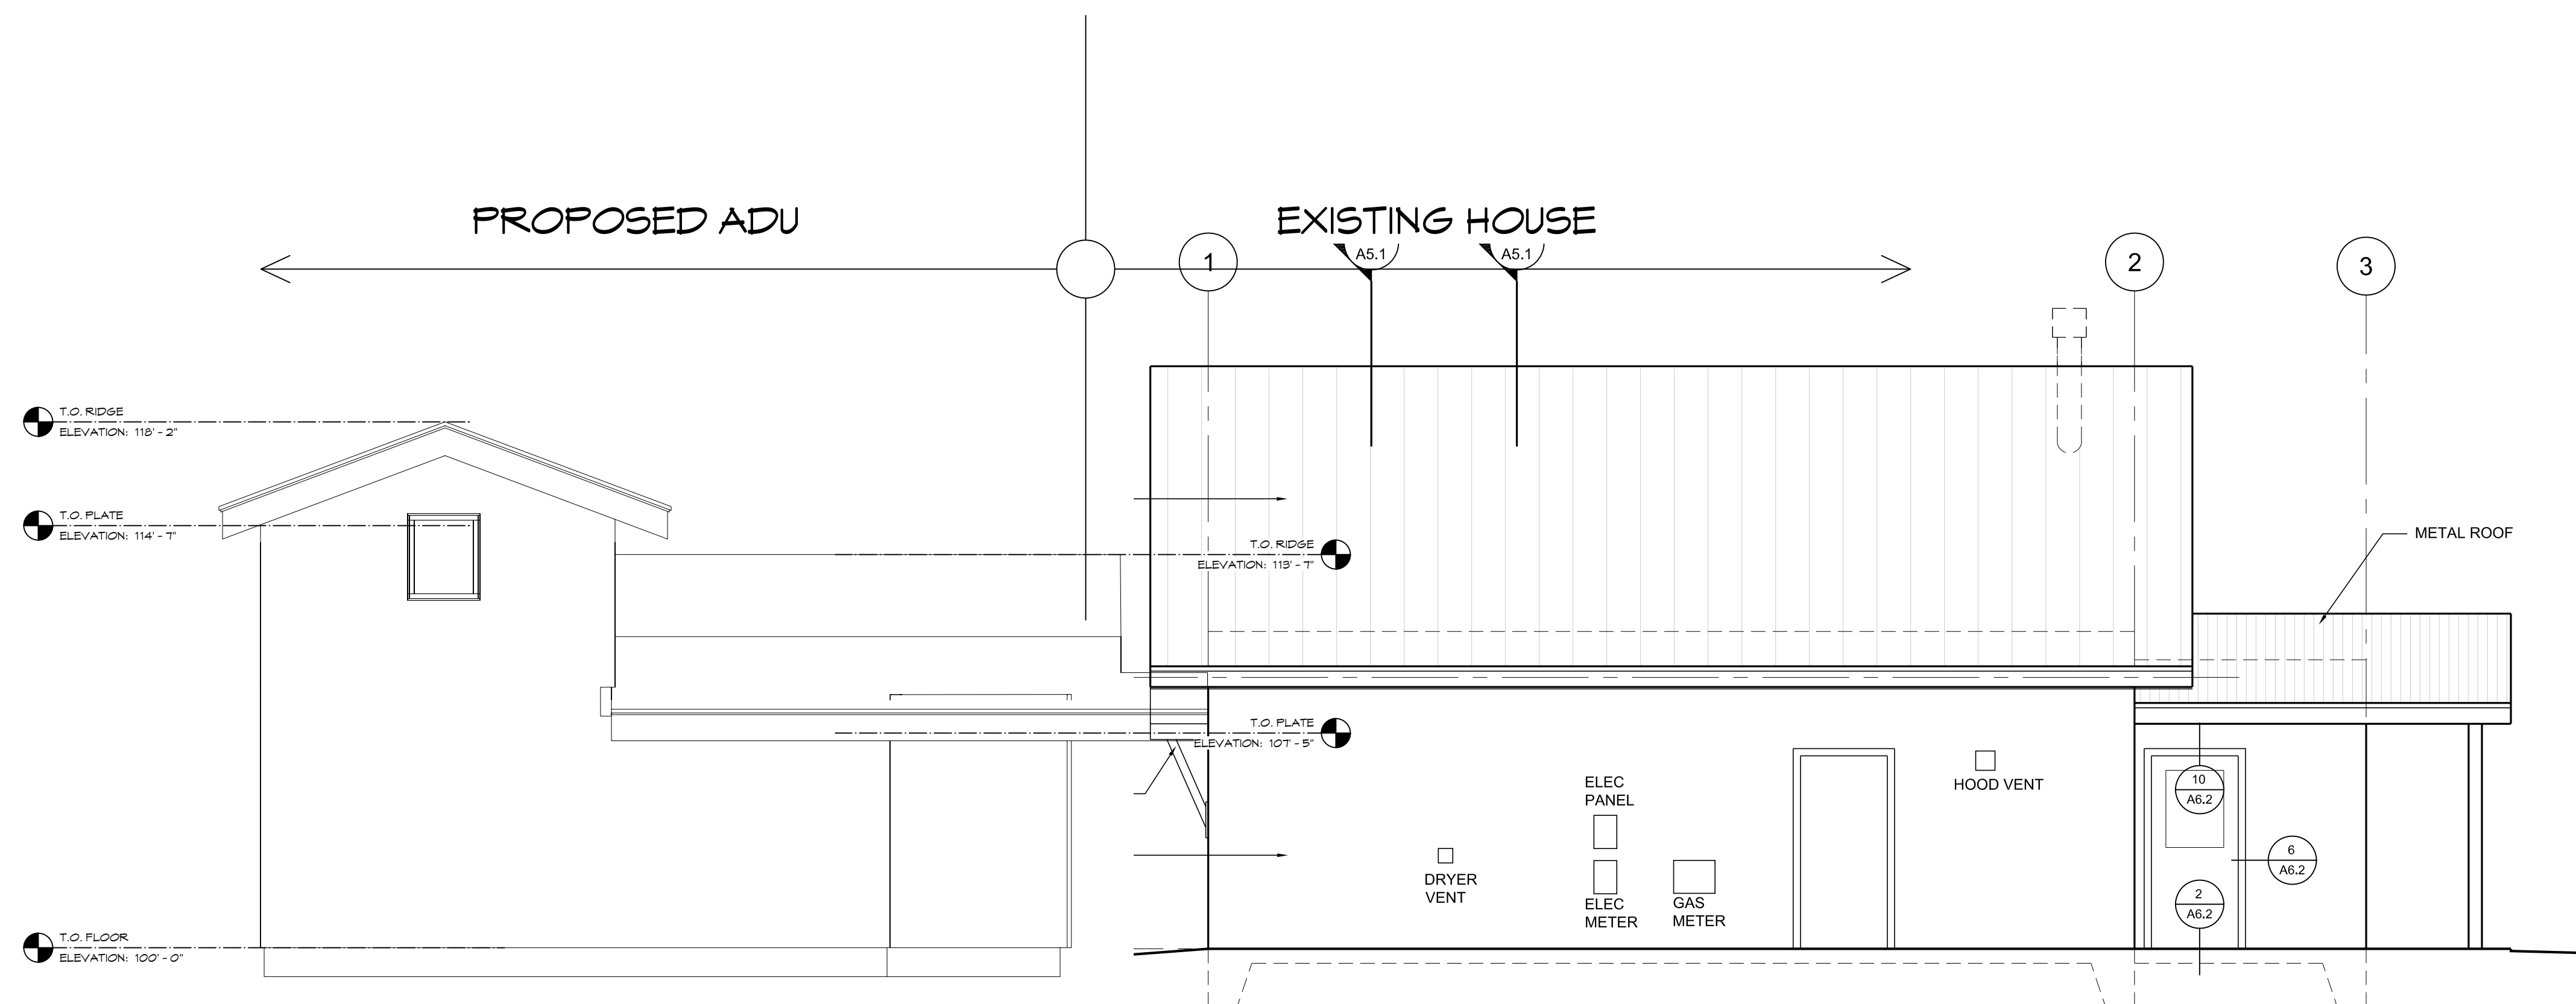 PROPOSED ADU
EXISTING HOUSE
A5.1
A5.1
1
2
3
T.O. RIDGE
ELEVATION: 118' - 2"
T.O. PLATE
ELEVATION: 114' - 7"
T.O. RIDGE
ELEVATION: 113' - 7"
METAL ROOF
T.O. PLATE
ELEVATION: 107' - 5"
ELEC
PANEL
HOOD VENT
10
A6.2
DRYER
VENT
ELEC
METER
GAS
METER
6
A6.2
2
A6.2
T.O. FLOOR
ELEVATION: 100' - 0"